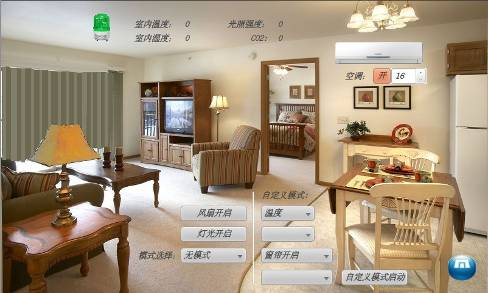 室内温度: 0 光照强度: 0
室内湿度: 0 CO2: 0
空调: 开 16
自定义模式:
风扇开启 温度
灯光开启
模式选择: 无模式 窗帘开启
自定义模式启动